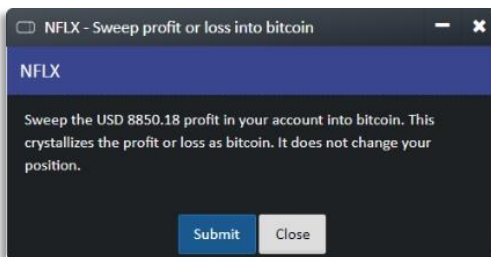 NFLX - Sweep profit or loss into bitcoin
NFLX
Sweep the USD 8850.18 profit in your account into bitcoin. This
crystallizes the profit or loss as bitcoin. It does not change your
position.
Submit
Close